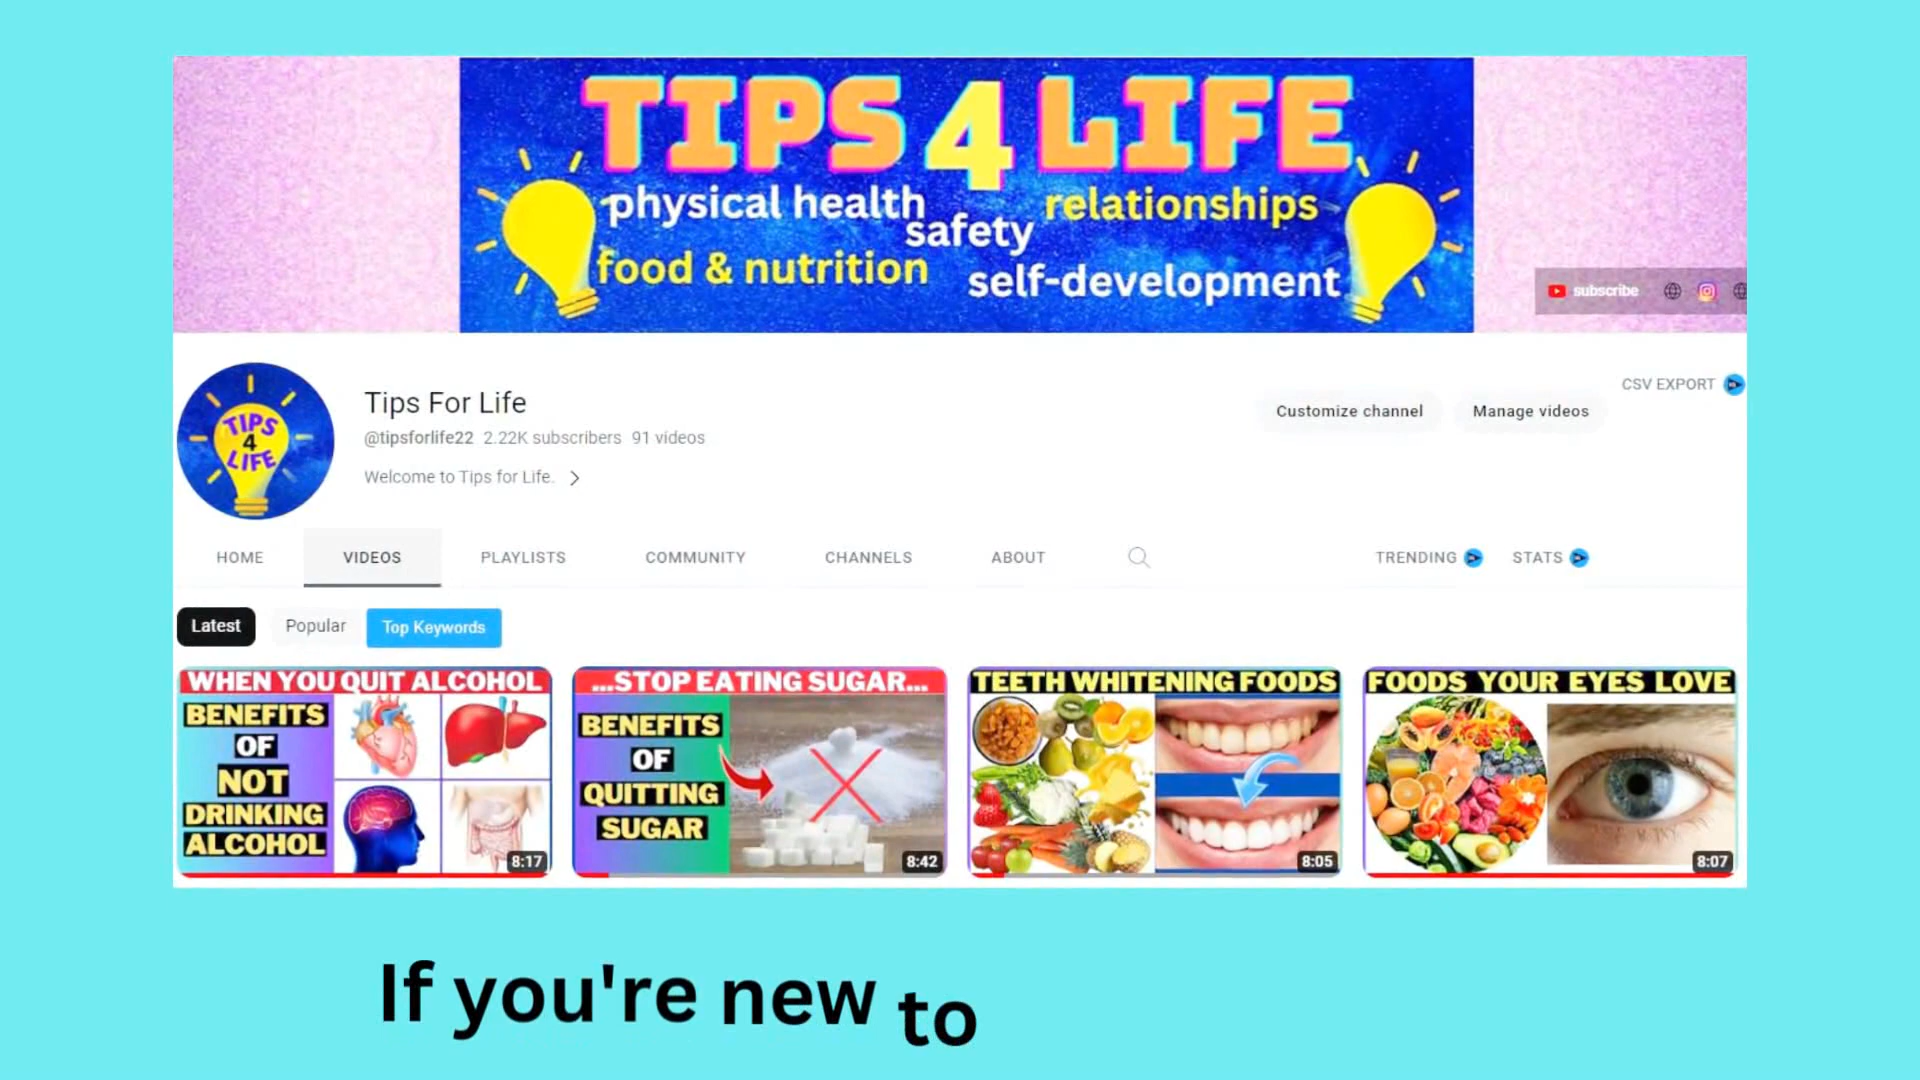 TIPS 4 LIFE
physical health
relationships
safety
food & nutrition
self-development
subscribe
TIPS
4
LIFE
Tips For Life
@tipsforlife22 2.22K subscribers 91 videos
Welcome to Tips for Life.
Customize channel
Manage videos
CSV EXPORT
HOME VIDEOS PLAYLISTS COMMUNITY CHANNELS ABOUT TRENDING STATS
Latest Popular Top Keywords
WHEN YOU QUIT ALCOHOL
BENEFITS
OF
NOT
DRINKING
ALCOHOL
8:17
...STOP EATING SUGAR...
BENEFITS
OF
QUITTING
SUGAR
8:42
TEETH WHITENING FOODS
8:05
FOODS YOUR EYES LOVE
8:07
If you're new to